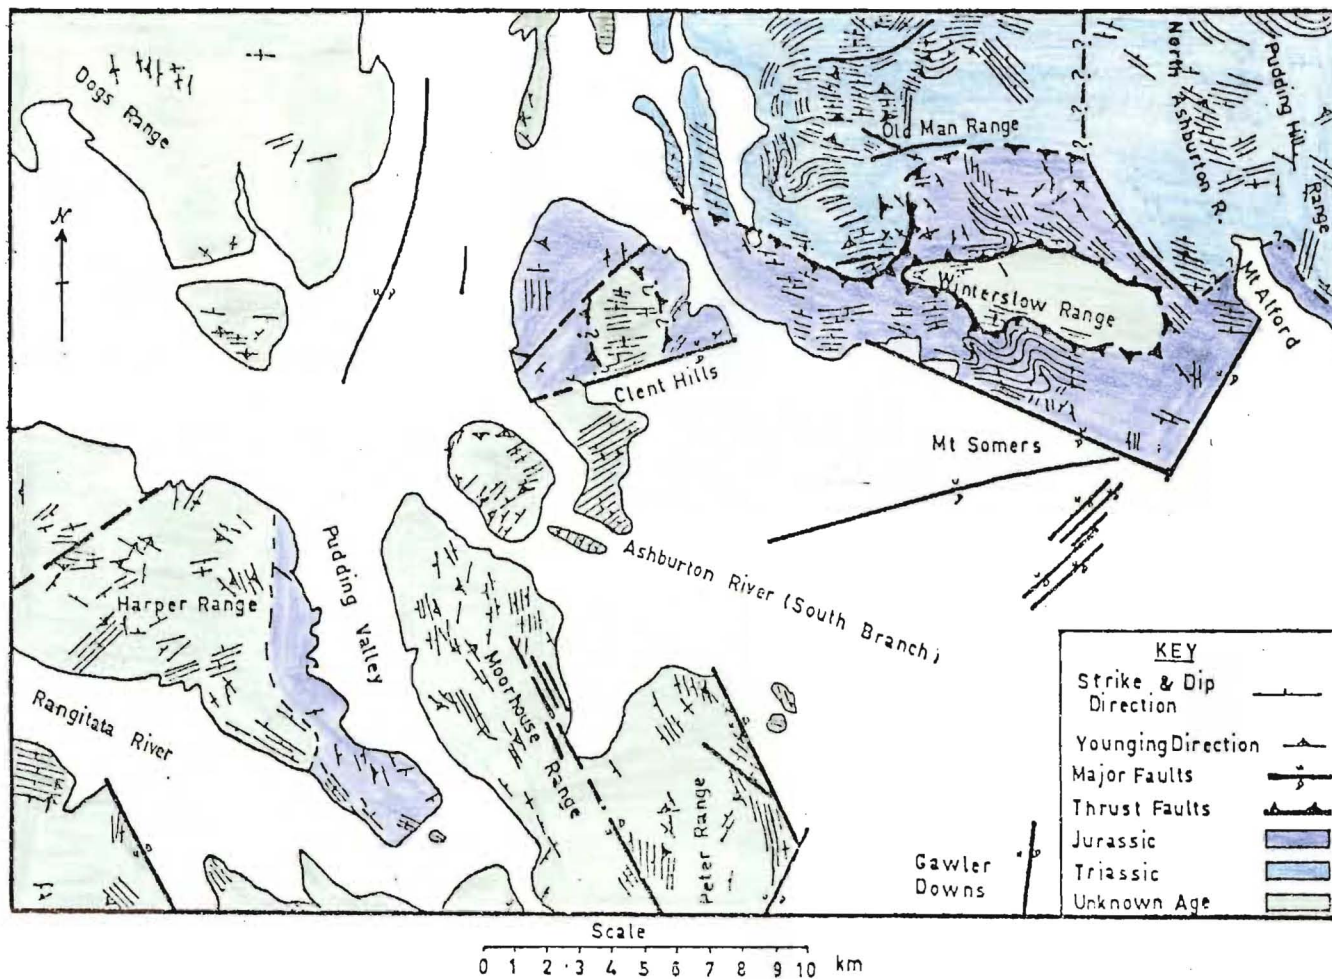 Dogs Range
N
Old Man Range
North Ashburton R.
Pudding Hill Range
Winterslow Range
Mt Alford
Clent Hills
Mt Somers
Ashburton River (South Branch)
Pudding Valley
Harper Range
Moorhouse Range
Rangitata River
Peter Range
Gawler Downs
KEY
Strike & Dip
Direction
Younging Direction
Major Faults
Thrust Faults
Jurassic
Triassic
Unknown Age
Scale
0 1 2 3 4 5 6 7 8 9 10 km